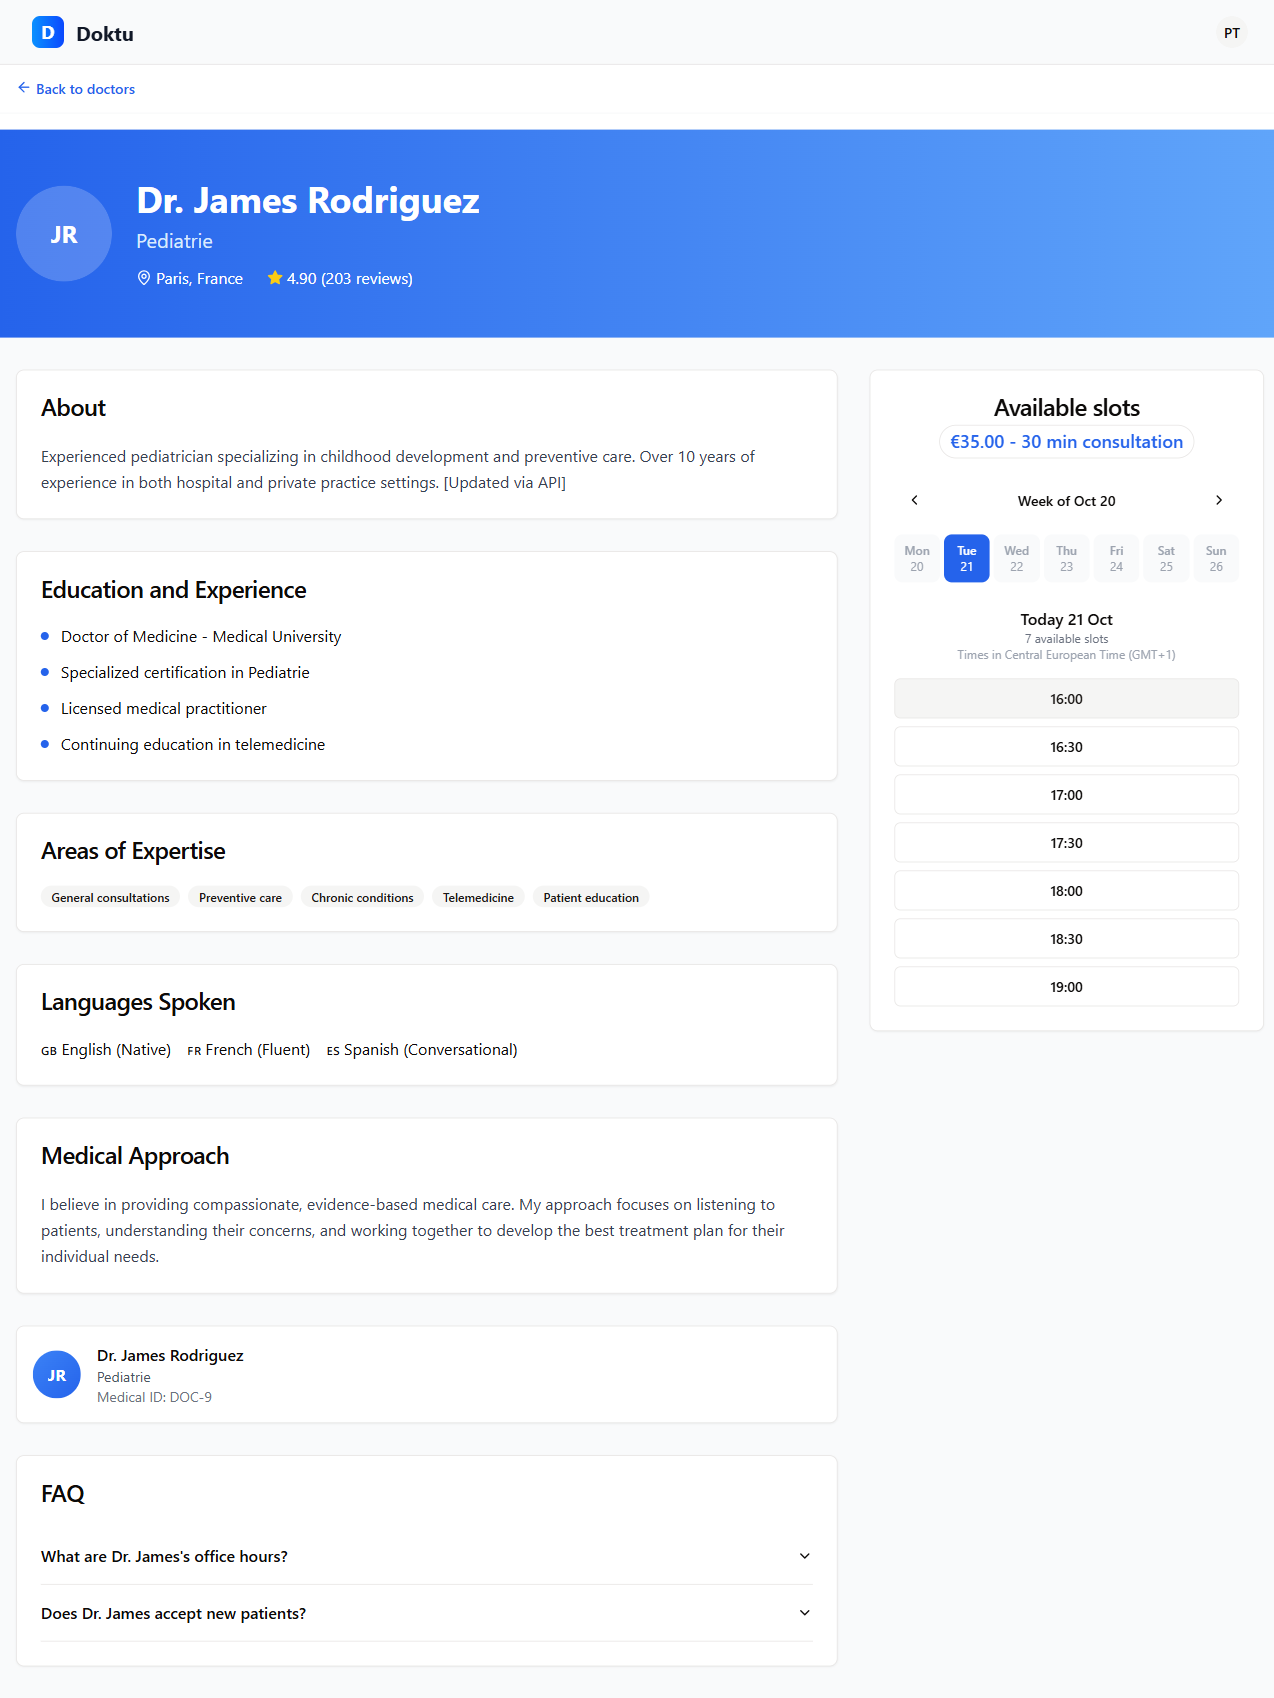 D Doktu
PT
Back to doctors
JR
Dr. James Rodriguez
Pediatrie
Paris, France 4.90 (203 reviews)
About
Experienced pediatrician specializing in childhood development and preventive care. Over 10 years of
experience in both hospital and private practice settings. [Updated via API]
Education and Experience
Doctor of Medicine - Medical University
Specialized certification in Pediatrie
Licensed medical practitioner
Continuing education in telemedicine
Areas of Expertise
General consultations Preventive care Chronic conditions Telemedicine Patient education
Languages Spoken
GB English (Native) FR French (Fluent) ES Spanish (Conversational)
Medical Approach
I believe in providing compassionate, evidence-based medical care. My approach focuses on listening to
patients, understanding their concerns, and working together to develop the best treatment plan for their
individual needs.
JR
Dr. James Rodriguez
Pediatrie
Medical ID: DOC-9
FAQ
What are Dr. James's office hours?
Does Dr. James accept new patients?
Available slots
€35.00 - 30 min consultation
Week of Oct 20
Mon Tue Wed Thu Fri Sat Sun
20 21 22 23 24 25 26
Today 21 Oct
7 available slots
Times in Central European Time (GMT+1)
16:00
16:30
17:00
17:30
18:00
18:30
19:00